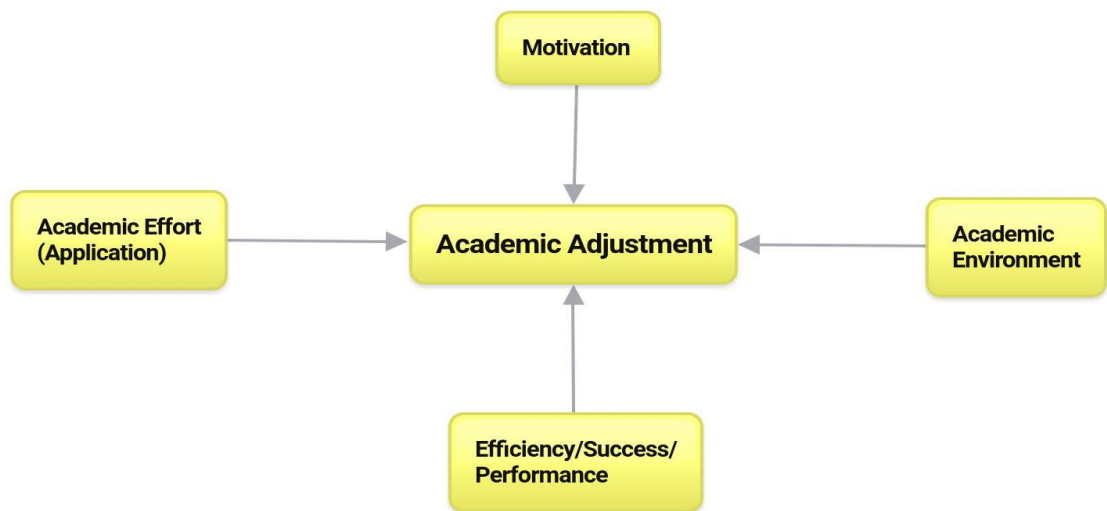 Motivation
Academic Effort
(Application)
Academic Adjustment
Academic
Environment
Efficiency/Success/
Performance